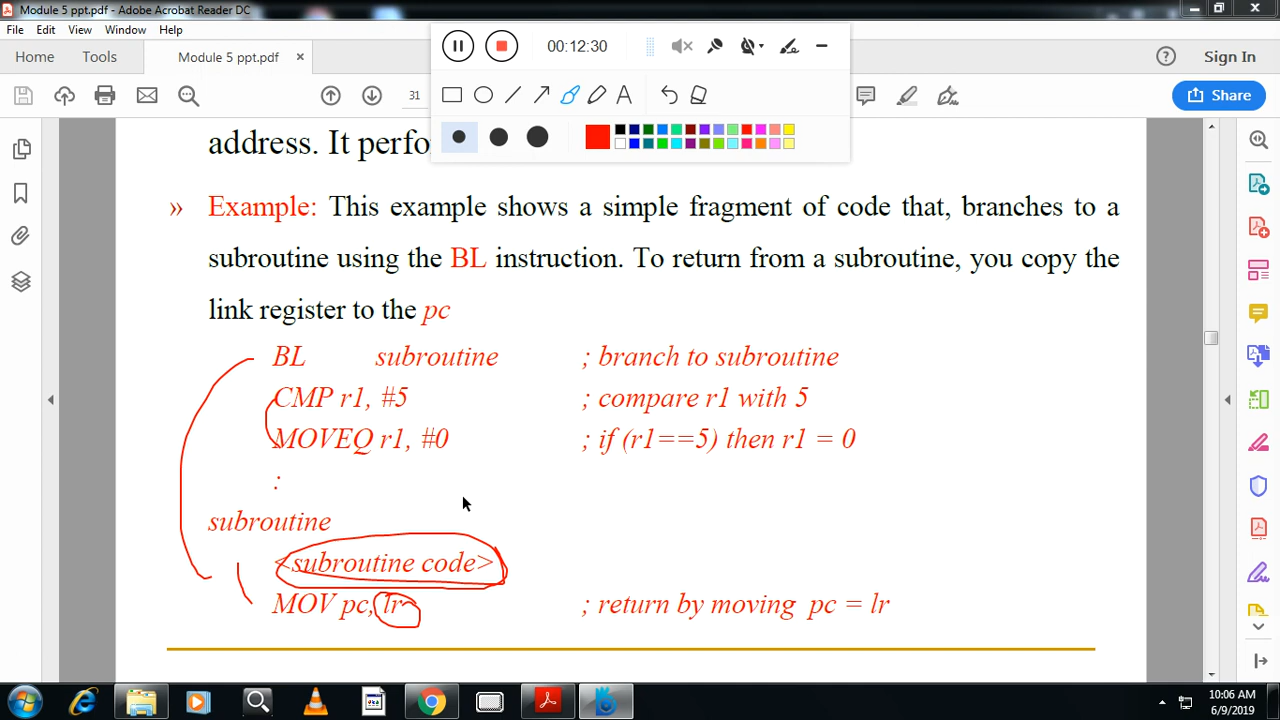 Module 5 ppt.pdf - Adobe Acrobat Reader DC
File Edit View Window Help
Home Tools Module 5 ppt.pdf × 00:12:30 Sign In
31 A Share
address. It perfo
» Example: This example shows a simple fragment of code that, branches to a
subroutine using the BL instruction. To return from a subroutine, you copy the
link register to the pc
BL subroutine ; branch to subroutine
CMP r1, #5 ; compare r1 with 5
MOVEQ r1, #0 ; if (r1==5) then r1 = 0
:
subroutine
<subroutine code>
MOV pc, lr ; return by moving pc = lr
10:06 AM
6/9/2019